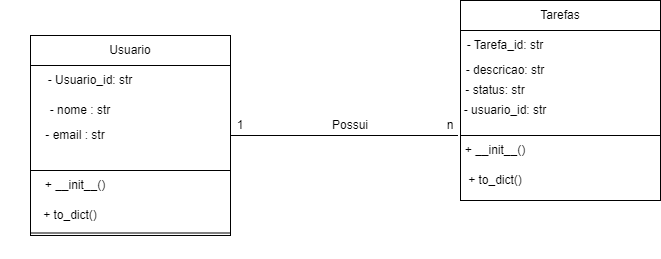 Usuario
- Usuario_id: str
- nome : str
- email : str
+ __init__()
+ to_dict()
1
Possui
n
Tarefas
- Tarefa_id: str
- descricao: str
- status: str
- usuario_id: str
+ __init__()
+ to_dict()